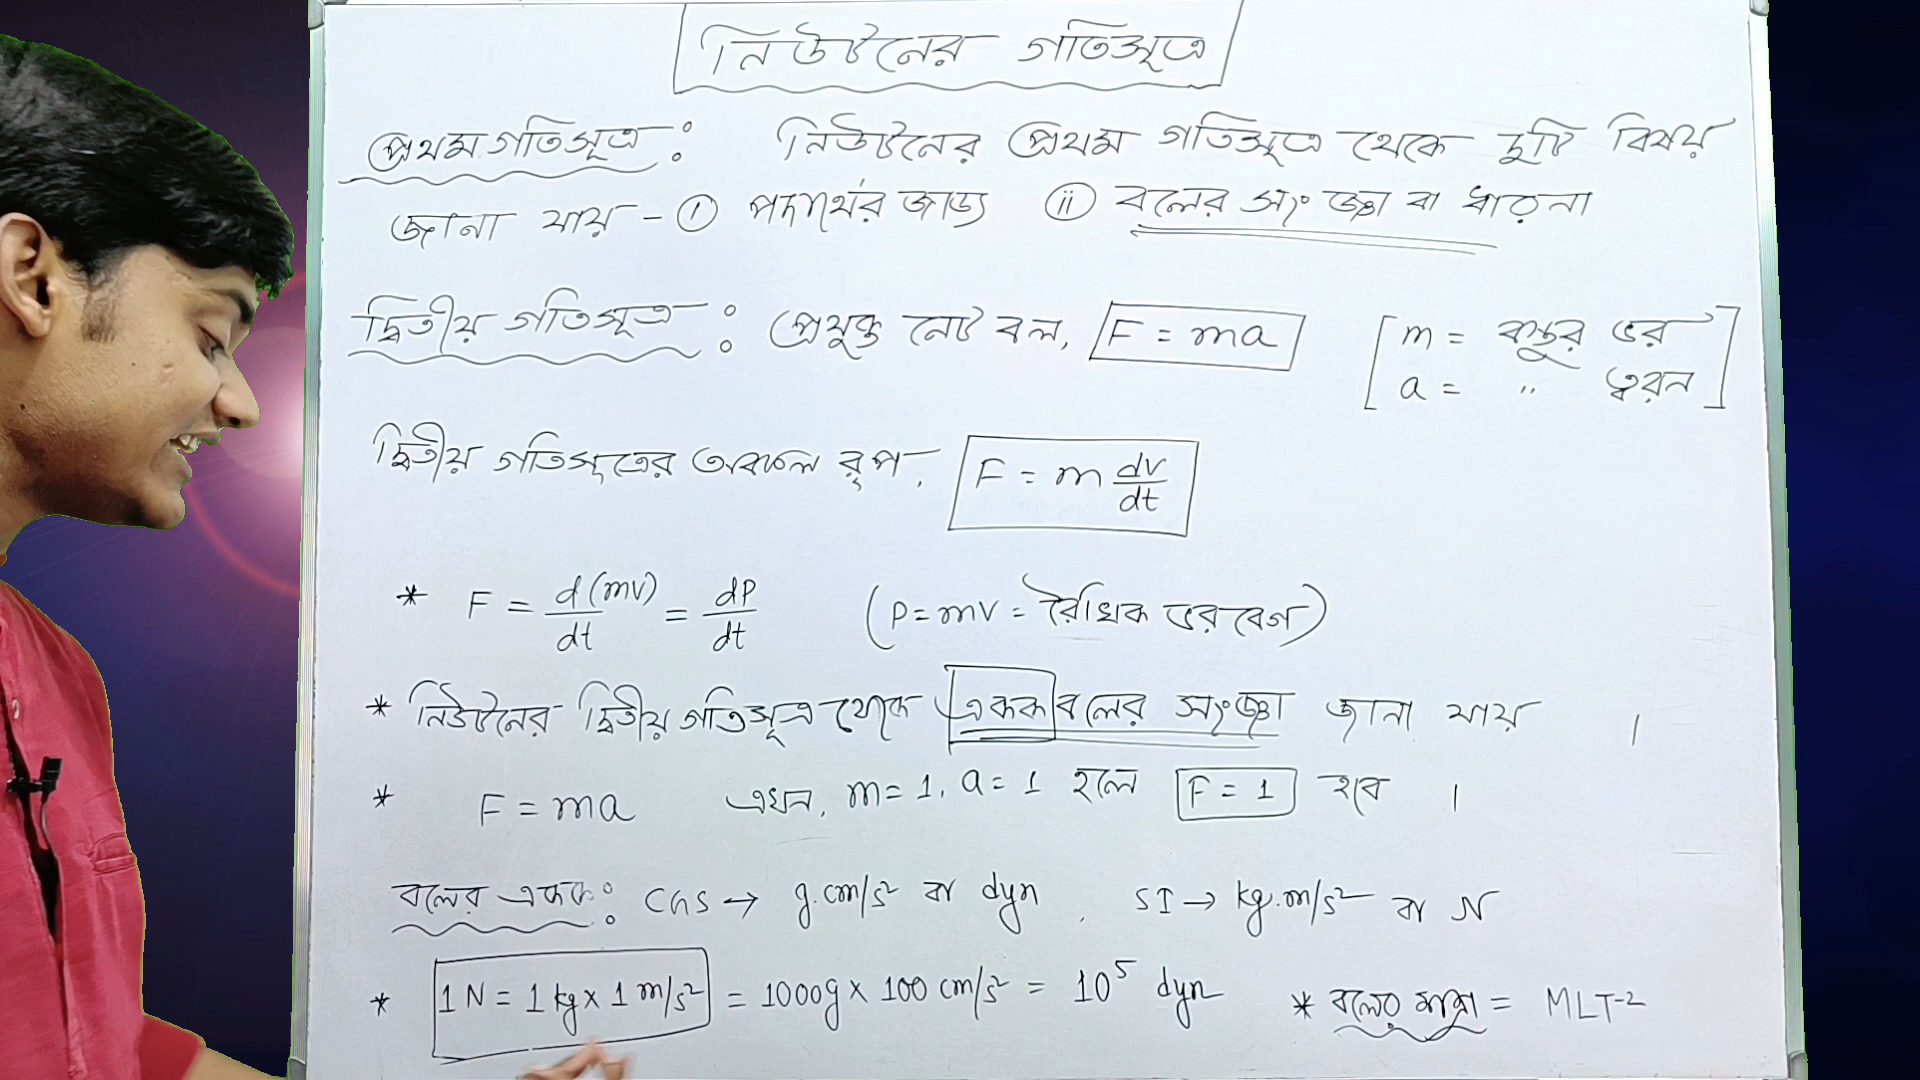 নিউটনের গতিসূত্র
প্রথম গতিসূত্র : নিউটনের প্রথম গতিসূত্র থেকে দুটি বিষয়
জানা যায় - (i) পদার্থের জাড্য (ii) বলের সংজ্ঞা বা ধারনা
দ্বিতীয় গতিসূত্র : প্রযুক্ত নেট বল, F = ma [ m = বস্তুর ভর
a = " ত্বরন ]
দ্বিতীয় গতিসূত্রের অবকল রূপ, F = m dv/dt
* F = d(mv)/dt = dP/dt (P = mv = রৈখিক ভরবেগ)
* নিউটনের দ্বিতীয় গতিসূত্র থেকে একক বলের সংজ্ঞা জানা যায় ।
* F = ma এখন, m = 1, a = 1 হলে F = 1 হবে ।
বলের একক : CGS → g.cm/s² বা dyn , SI → kg.m/s² বা N
* 1 N = 1 kg × 1 m/s² = 1000g × 100 cm/s² = 10⁵ dyn * বলের মাত্রা = MLT-2